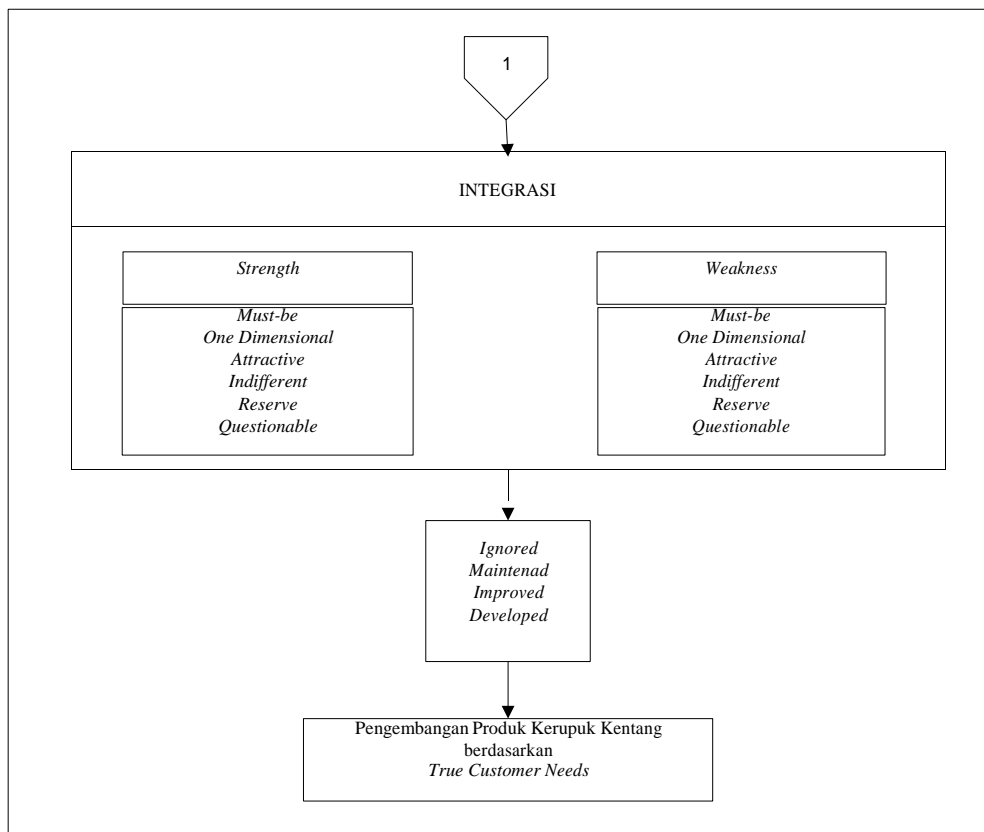 1
INTEGRASI
Strength
Must-be
One Dimensional
Attractive
Indifferent
Reserve
Questionable
Weakness
Must-be
One Dimensional
Attractive
Indifferent
Reserve
Questionable
Ignored
Maintenad
Improved
Developed
Pengembangan Produk Kerupuk Kentang
berdasarkan
True Customer Needs